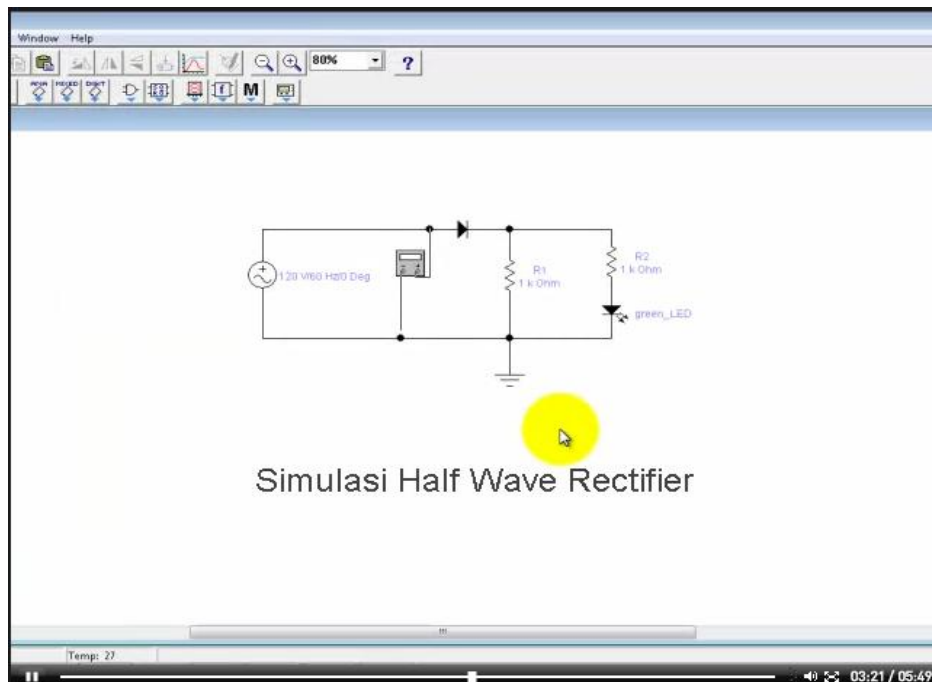 Window Help
80%
?
M
R2
1 k Ohm
R1
1 k Ohm
120 V/60 Hz/0 Deg
green_LED
Simulasi Half Wave Rectifier
Temp: 27
03:21 / 05:49